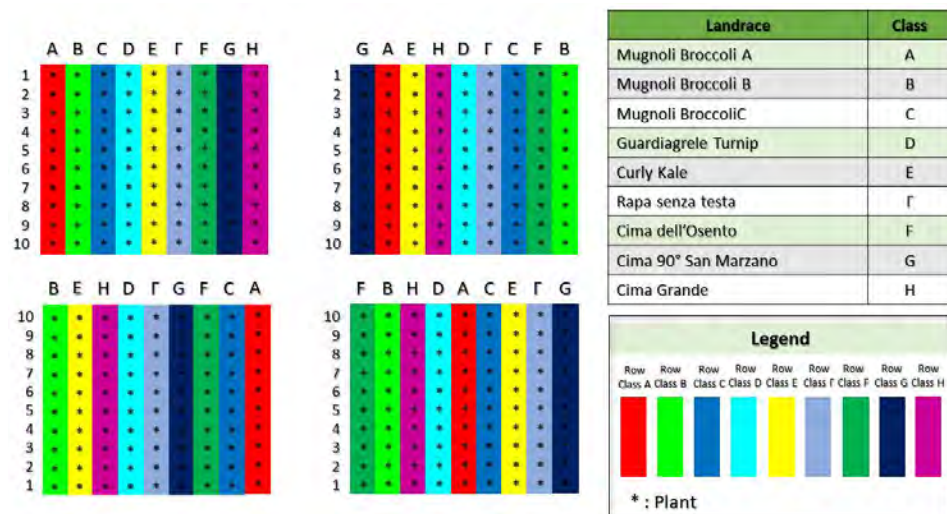 A B C D E Γ F G H
1
2
3
4
5
6
7
8
9
10
G A E H D Γ C F B
1
2
3
4
5
6
7
8
9
10
B E H D Γ G F C A
10
9
8
7
6
5
4
3
2
1
F B H D A C E Γ G
10
9
8
7
6
5
4
3
2
1
Landrace Class
Mugnoli Broccoli A A
Mugnoli Broccoli B B
Mugnoli BroccoliC C
Guardiagrele Turnip D
Curly Kale E
Rapa senza testa Γ
Cima dell'Osento F
Cima 90° San Marzano G
Cima Grande H
Legend
Row Row Row Row Row Row Row Row Row
Class A Class B Class C Class D Class E Class Γ Class F Class G Class H
* : Plant